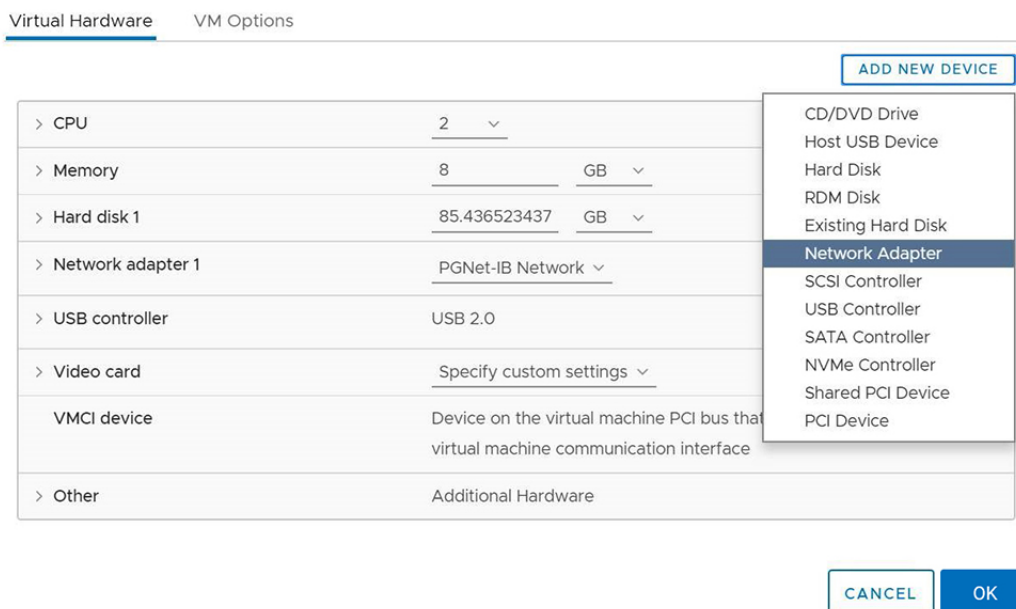 Virtual Hardware VM Options
ADD NEW DEVICE
CPU 2
Memory 8 GB
Hard disk 1 85.436523437 GB
Network adapter 1 PGNet-IB Network
USB controller USB 2.0
Video card Specify custom settings
VMCI device Device on the virtual machine PCI bus that
virtual machine communication interface
Other Additional Hardware
CD/DVD Drive
Host USB Device
Hard Disk
RDM Disk
Existing Hard Disk
Network Adapter
SCSI Controller
USB Controller
SATA Controller
NVMe Controller
Shared PCI Device
PCI Device
CANCEL OK